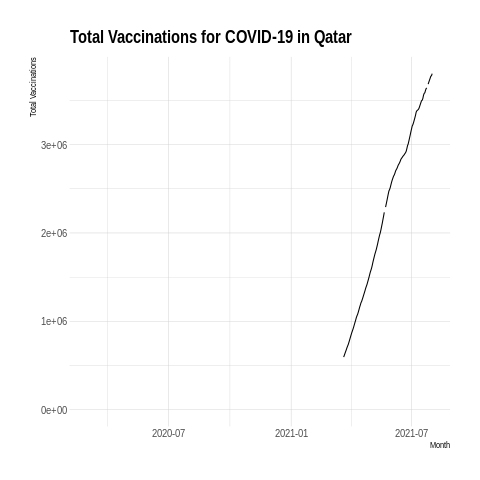 Total Vaccinations for COVID-19 in Qatar
Total Vaccinations
3e+06
2e+06
1e+06
0e+00
2020-07 2021-01 2021-07
Month